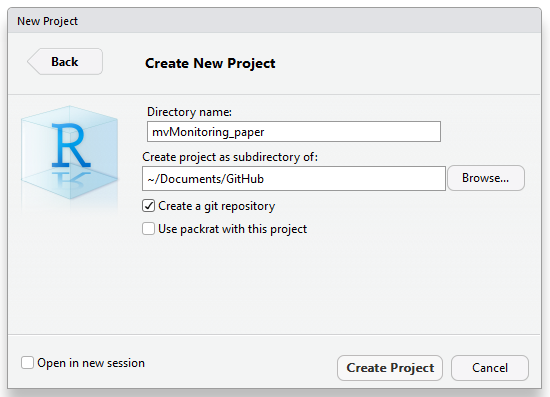 New Project
Back
Create New Project
R
Directory name:
mvMonitoring_paper
Create project as subdirectory of:
~/Documents/GitHub
Browse...
Create a git repository
Use packrat with this project
Open in new session
Create Project
Cancel